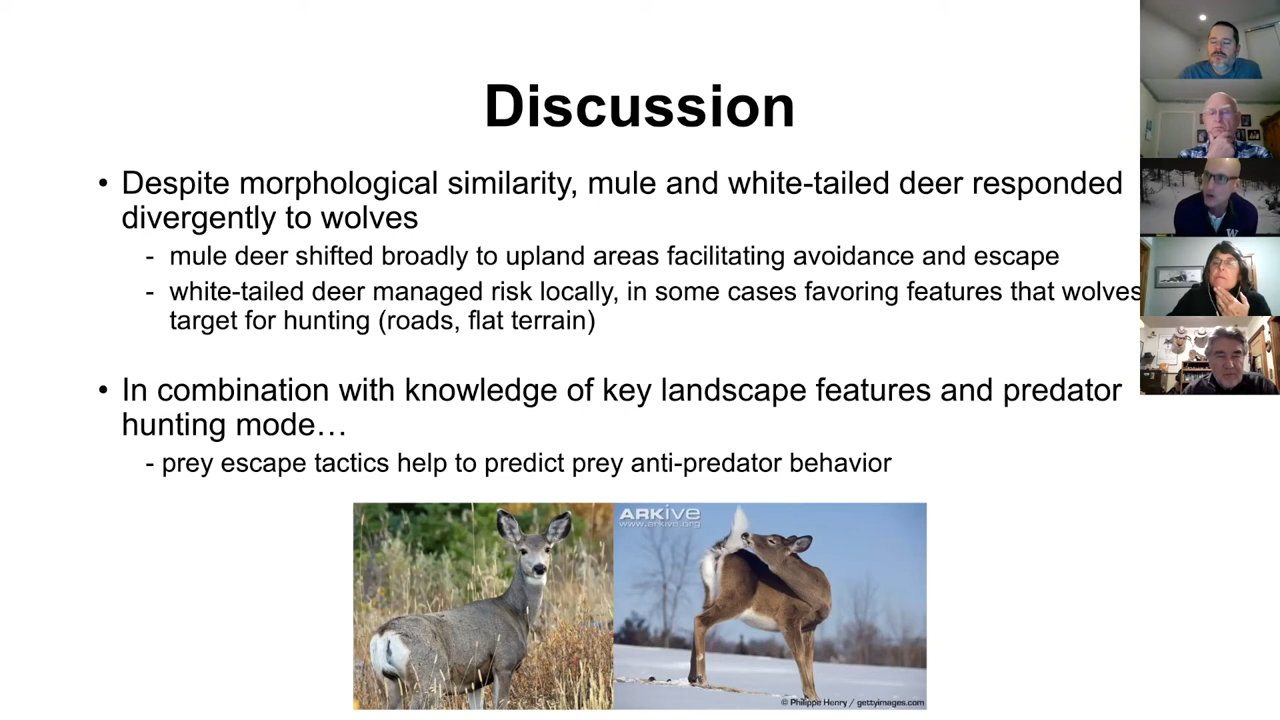 Discussion
• Despite morphological similarity, mule and white-tailed deer responded
divergently to wolves
- mule deer shifted broadly to upland areas facilitating avoidance and escape
- white-tailed deer managed risk locally, in some cases favoring features that wolves
target for hunting (roads, flat terrain)
• In combination with knowledge of key landscape features and predator
hunting mode…
- prey escape tactics help to predict prey anti-predator behavior
ARKive
www.arkive.org
© Philippe Henry / gettyimages.com
W